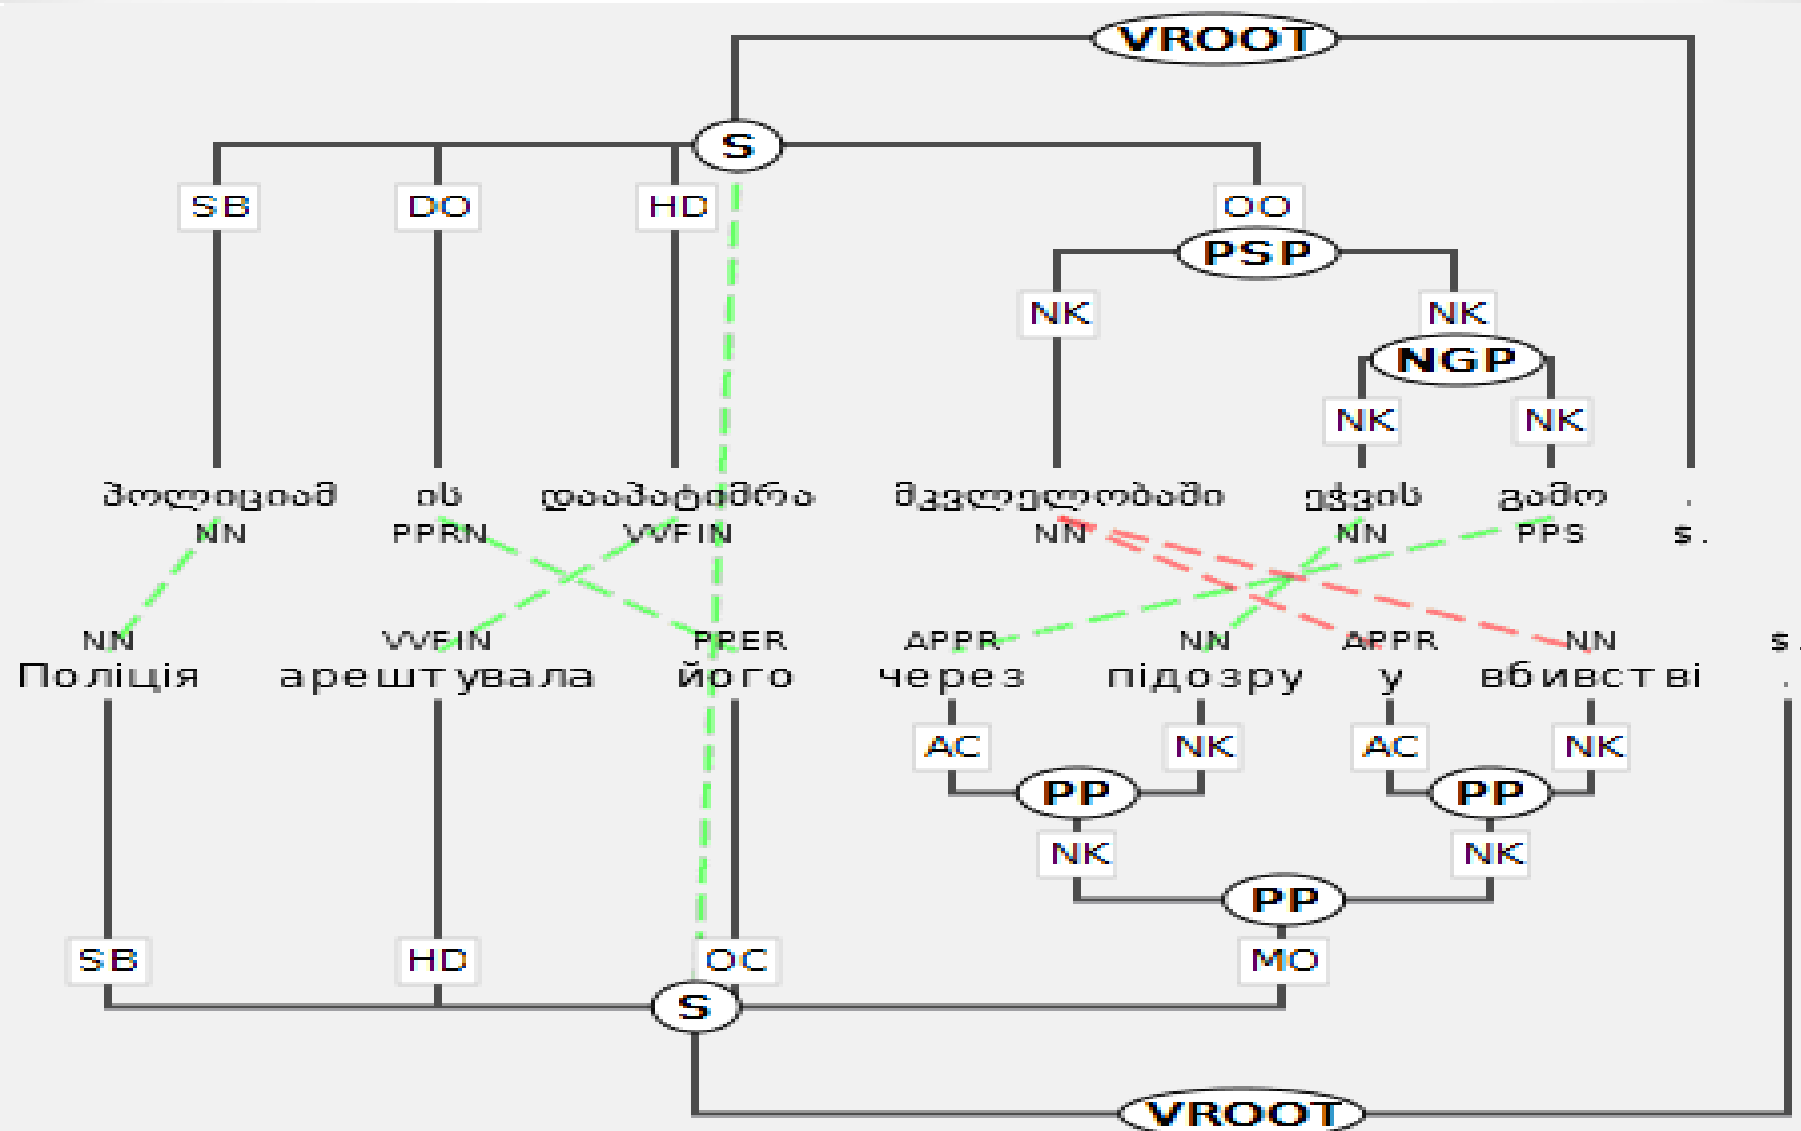 VROOT
S
SB DO HD OO
PSP
NK NK
NGP
NK NK
პოლიციამ ის დააპატიმრა მკვლელობაში ეჭვის გამო .
NN PPRN VVFIN NN NN PPS $.
NN VVFIN PPER APPR NN APPR NN $.
Поліція арештувала його через підозру у вбивстві .
AC NK AC NK
PP PP
NK NK
PP
SB HD OC MO
S
VROOT